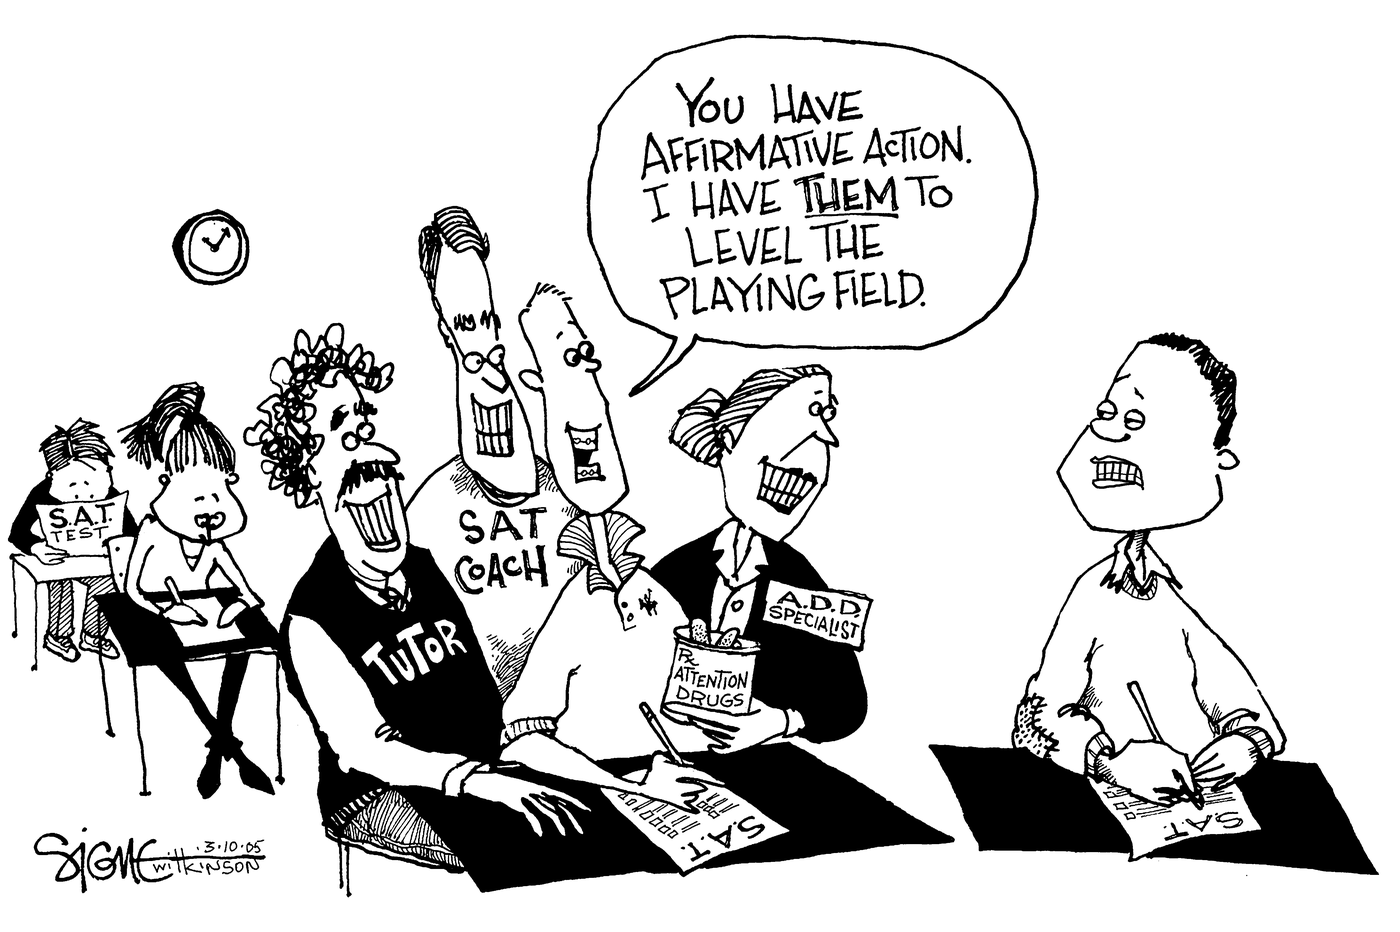 YOU HAVE
AFFIRMATIVE ACTION.
I HAVE THEM TO
LEVEL THE
PLAYING FIELD.
S.A.T.
TEST
TUTOR
SAT
COACH
A.D.D.
SPECIALIST
Rx
ATTENTION
DRUGS
S.A.T.
S.A.T.
SIGNE
WILKINSON
3.10.05